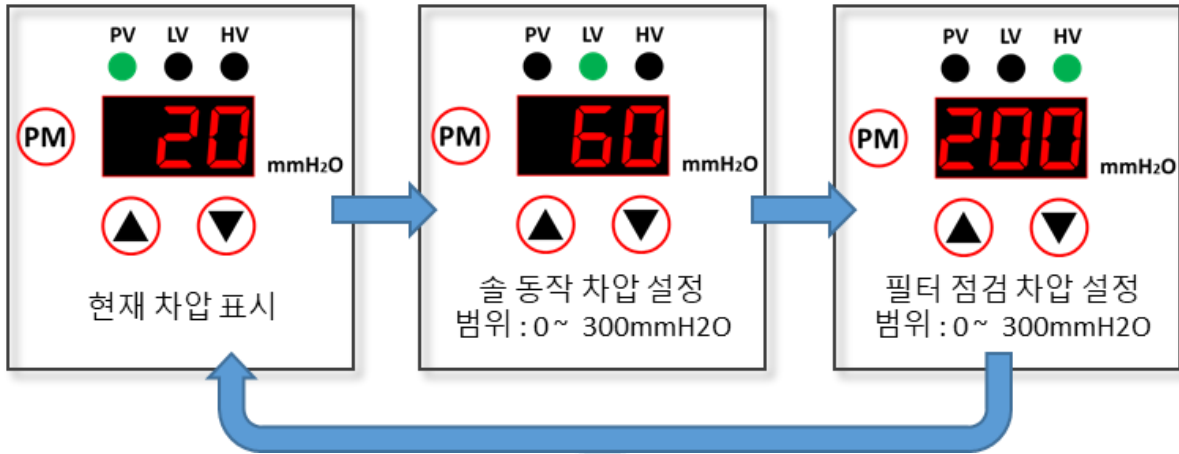 PV LV HV
PM
20
mmH2O
현재 차압 표시
PV LV HV
PM
60
mmH2O
솔 동작 차압 설정
범위 : 0 ~ 300mmH2O
PV LV HV
PM
200
mmH2O
필터 점검 차압 설정
범위 : 0 ~ 300mmH2O